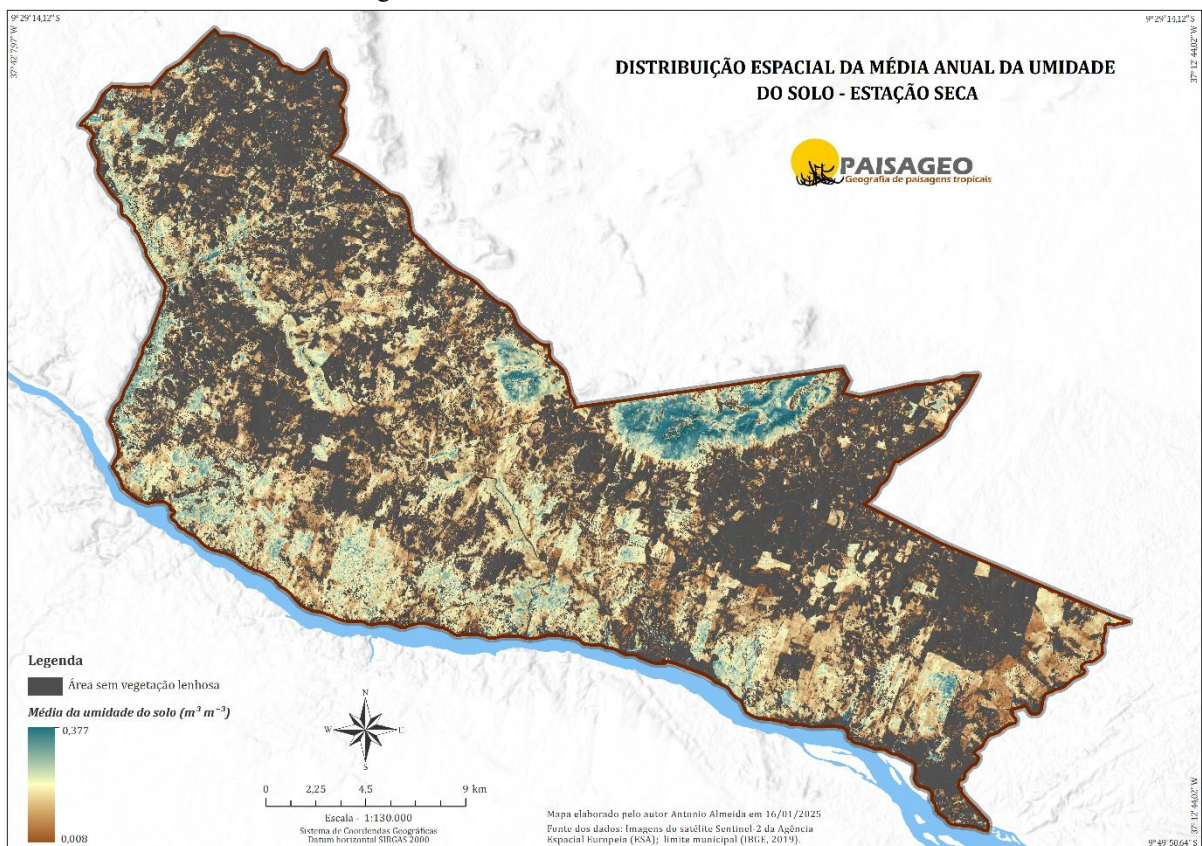 9° 29' 14,12" S
9° 29' 14,12" S
37° 42' 7,97" W
37° 12' 44,02" W
DISTRIBUIÇÃO ESPACIAL DA MÉDIA ANUAL DA UMIDADE
DO SOLO - ESTAÇÃO SECA
PAISAGEO
Geografia de paisagens tropicais
Legenda
Área sem vegetação lenhosa
Média da umidade do solo (m³ m⁻³)
0,377
0,008
N
W
E
S
0 2,25 4,5 9 km
Escala - 1:130.000
Sistema de Coordendas Geográficas
Datum horizontal SIRGAS 2000
Mapa elaborado pelo autor Antonio Almeida em 16/01/2025
Fonte dos dados: Imagens do satélite Sentinel-2 da Agência
Espacial Europeia (ESA); limite municipal (IBGE, 2019).
37° 12' 44,02" W
9° 49' 50,64" S